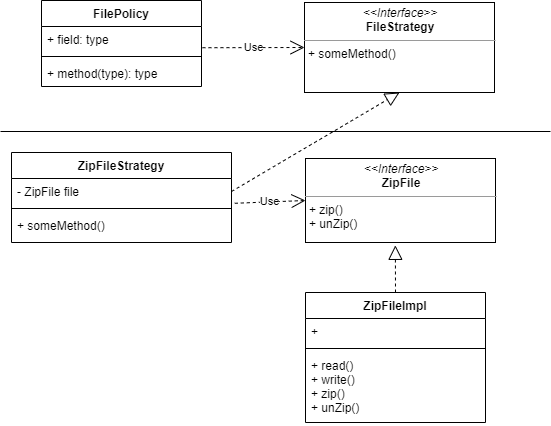 FilePolicy
+ field: type
+ method(type): type
Use
<<Interface>>
FileStrategy
+ someMethod()
ZipFileStrategy
- ZipFile file
+ someMethod()
Use
<<Interface>>
ZipFile
+ zip()
+ unZip()
ZipFileImpl
+
+ read()
+ write()
+ zip()
+ unZip()